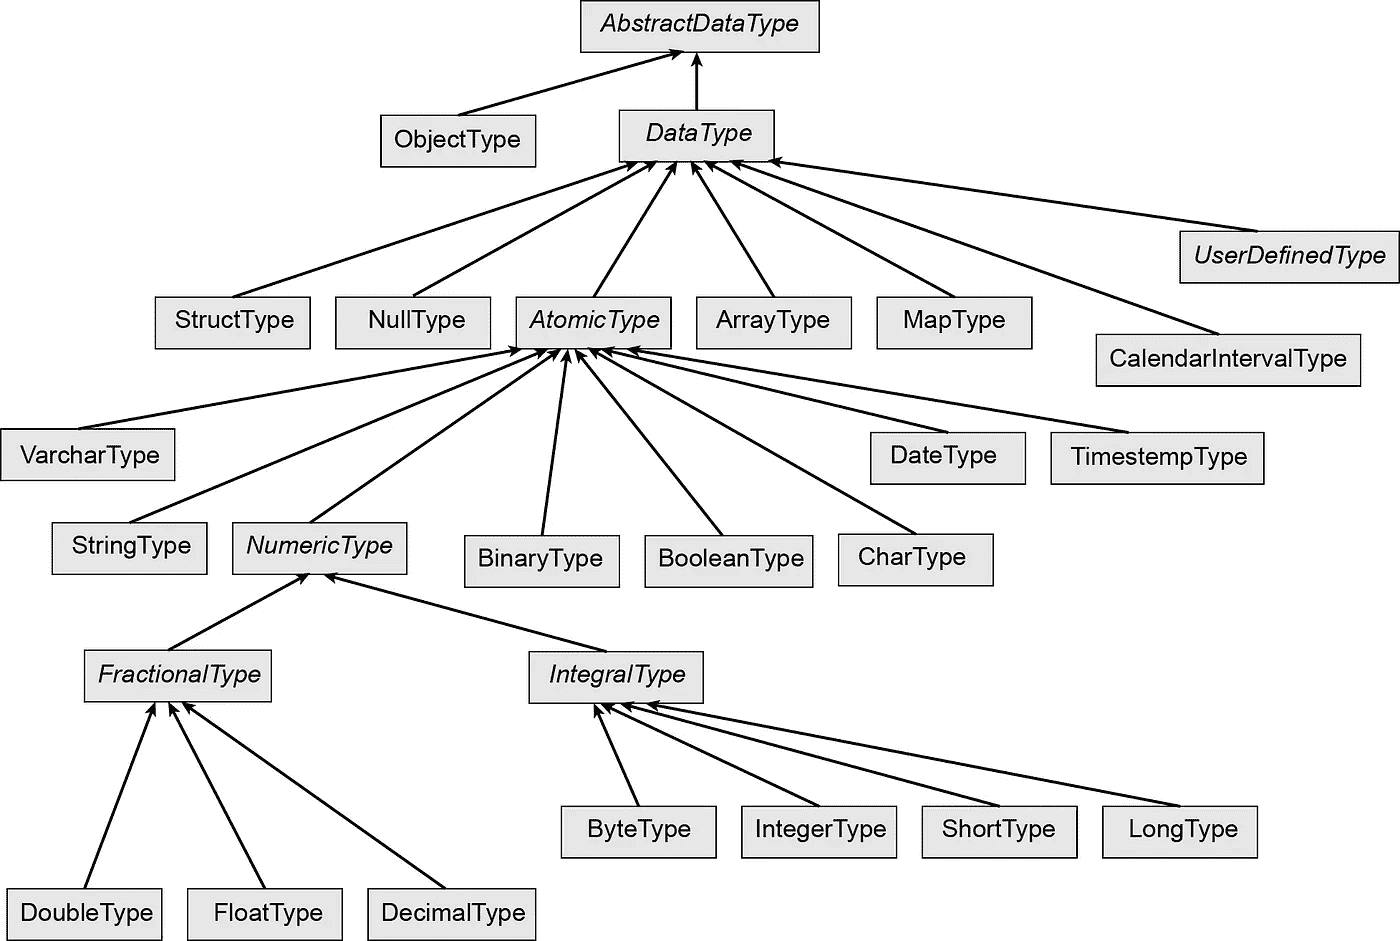 AbstractDataType
ObjectType
DataType
UserDefinedType
StructType
NullType
AtomicType
ArrayType
MapType
CalendarIntervalType
VarcharType
DateType
TimestempType
StringType
NumericType
BinaryType
BooleanType
CharType
FractionalType
IntegralType
ByteType
IntegerType
ShortType
LongType
DoubleType
FloatType
DecimalType